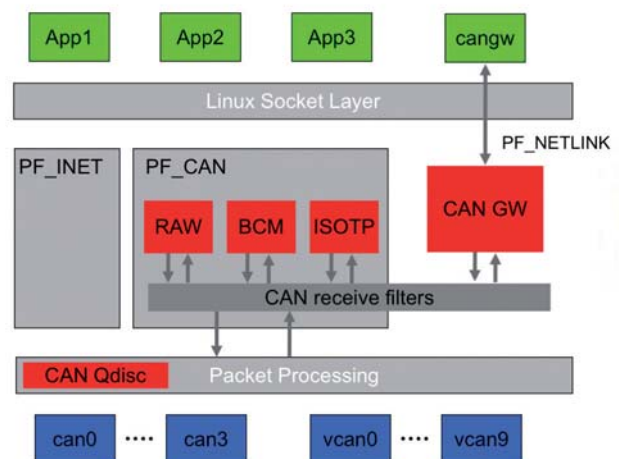 App1 App2 App3 cangw
Linux Socket Layer
PF_NETLINK
PF_INET PF_CAN
CAN GW
RAW BCM ISOTP
CAN receive filters
CAN Qdisc Packet Processing
can0 •••• can3 vcan0 •••• vcan9